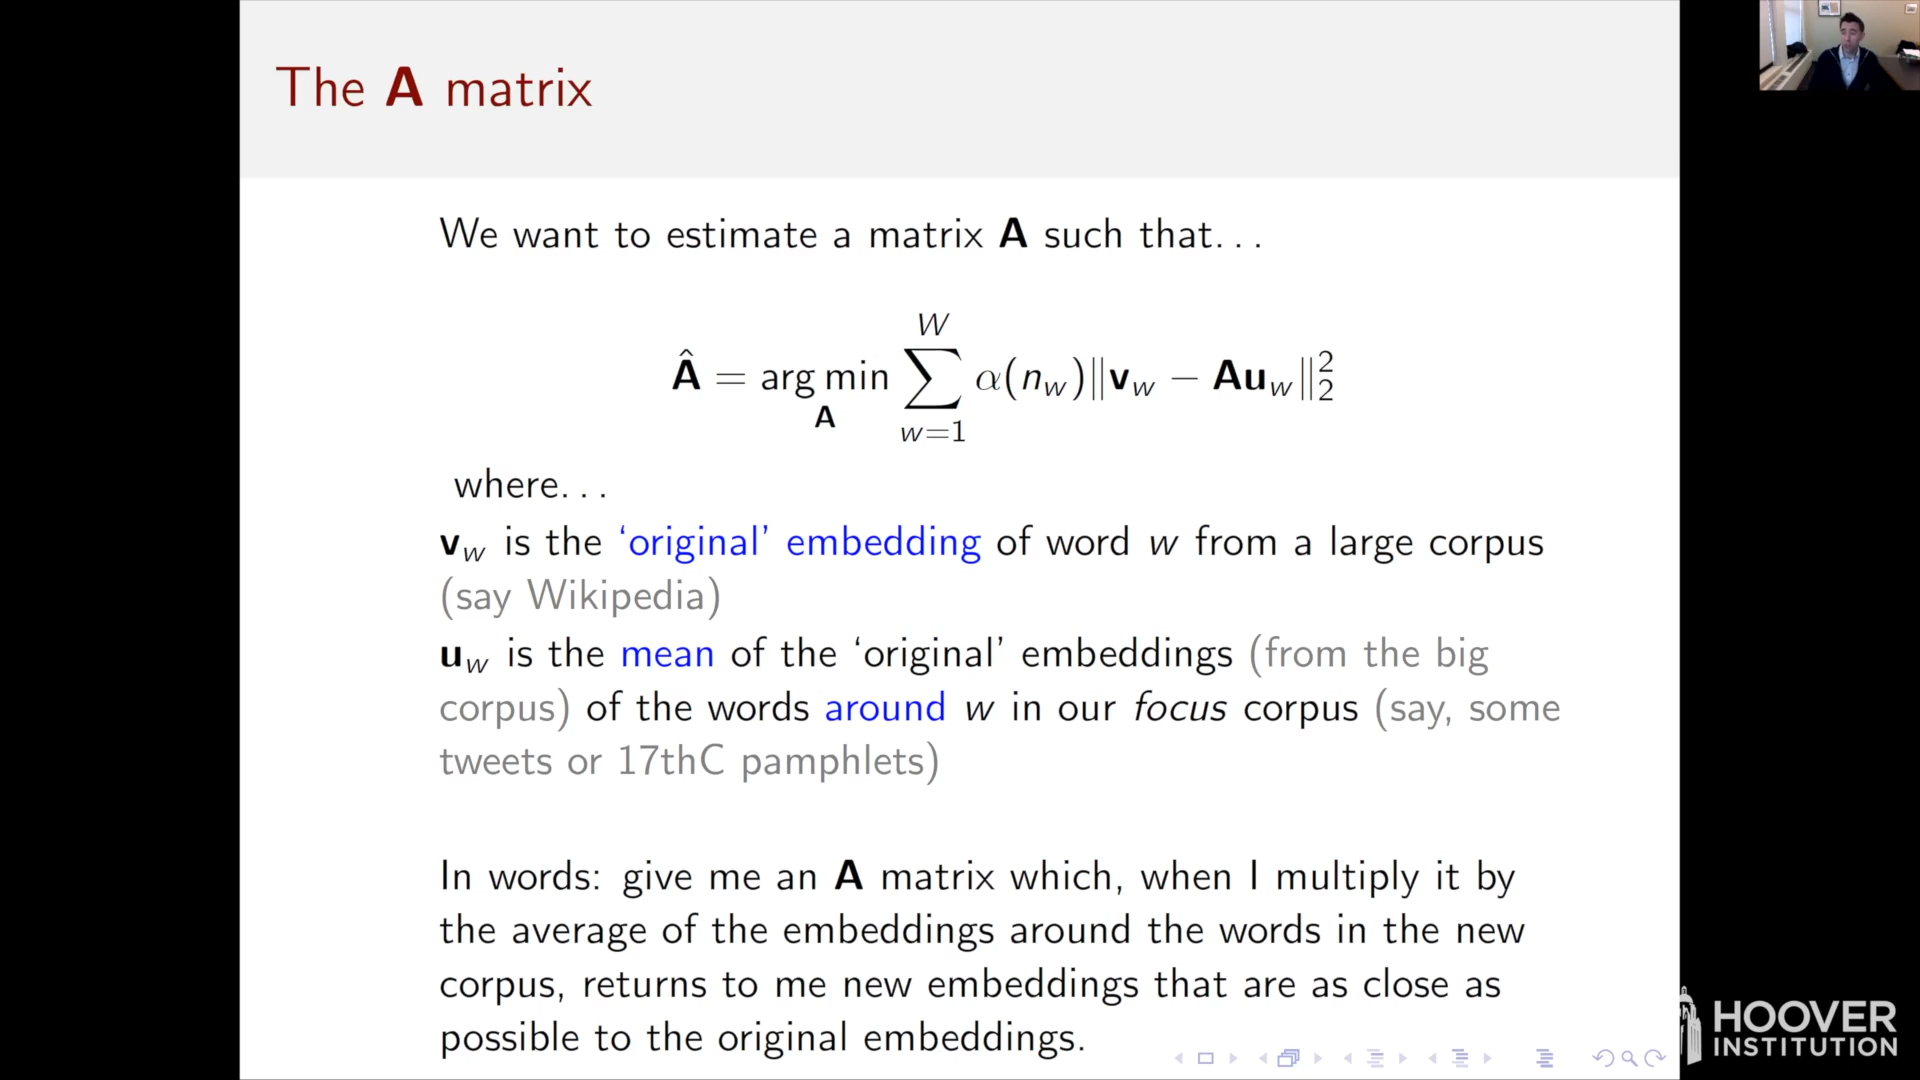 The A matrix
We want to estimate a matrix A such that. . .
Â = arg min_A ∑_{w=1}^{W} α(n_w)‖v_w − Au_w‖₂²
where. . .
v_w is the ‘original’ embedding of word w from a large corpus
(say Wikipedia)
u_w is the mean of the ‘original’ embeddings (from the big
corpus) of the words around w in our focus corpus (say, some
tweets or 17thC pamphlets)
In words: give me an A matrix which, when I multiply it by
the average of the embeddings around the words in the new
corpus, returns to me new embeddings that are as close as
possible to the original embeddings.
HOOVER
INSTITUTION